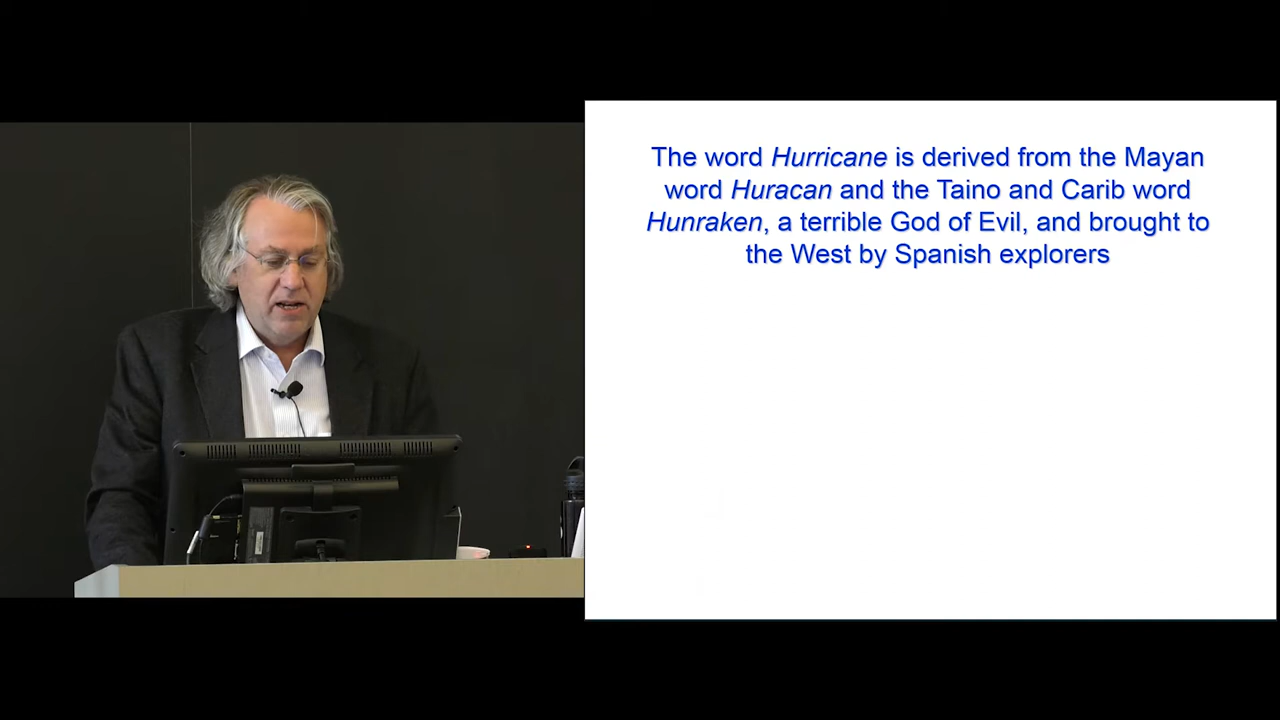 The word Hurricane is derived from the Mayan
word Huracan and the Taino and Carib word
Hunraken, a terrible God of Evil, and brought to
the West by Spanish explorers